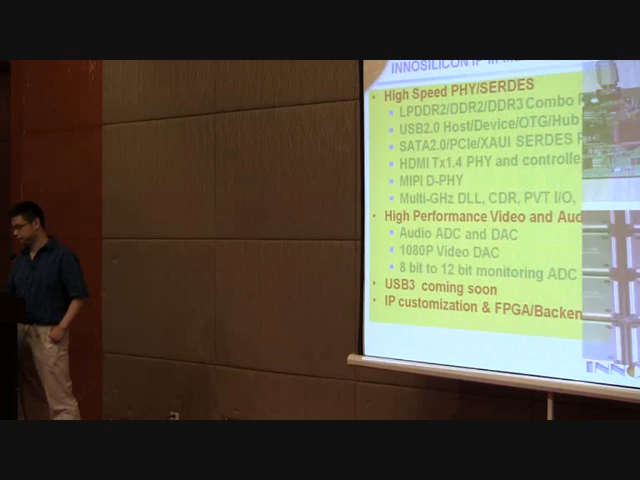 INNOSILICON IP
High Speed PHY/SERDES
LPDDR2/DDR2/DDR3 Combo
USB2.0 Host/Device/OTG/Hub
SATA2.0/PCIe/XAUI SERDES
HDMI Tx1.4 PHY and controlle
MIPI D-PHY
Multi-GHz DLL, CDR, PVT I/O,
High Performance Video and Aud
Audio ADC and DAC
1080P Video DAC
8 bit to 12 bit monitoring ADC
USB3 coming soon
IP customization & FPGA/Backen
INNO